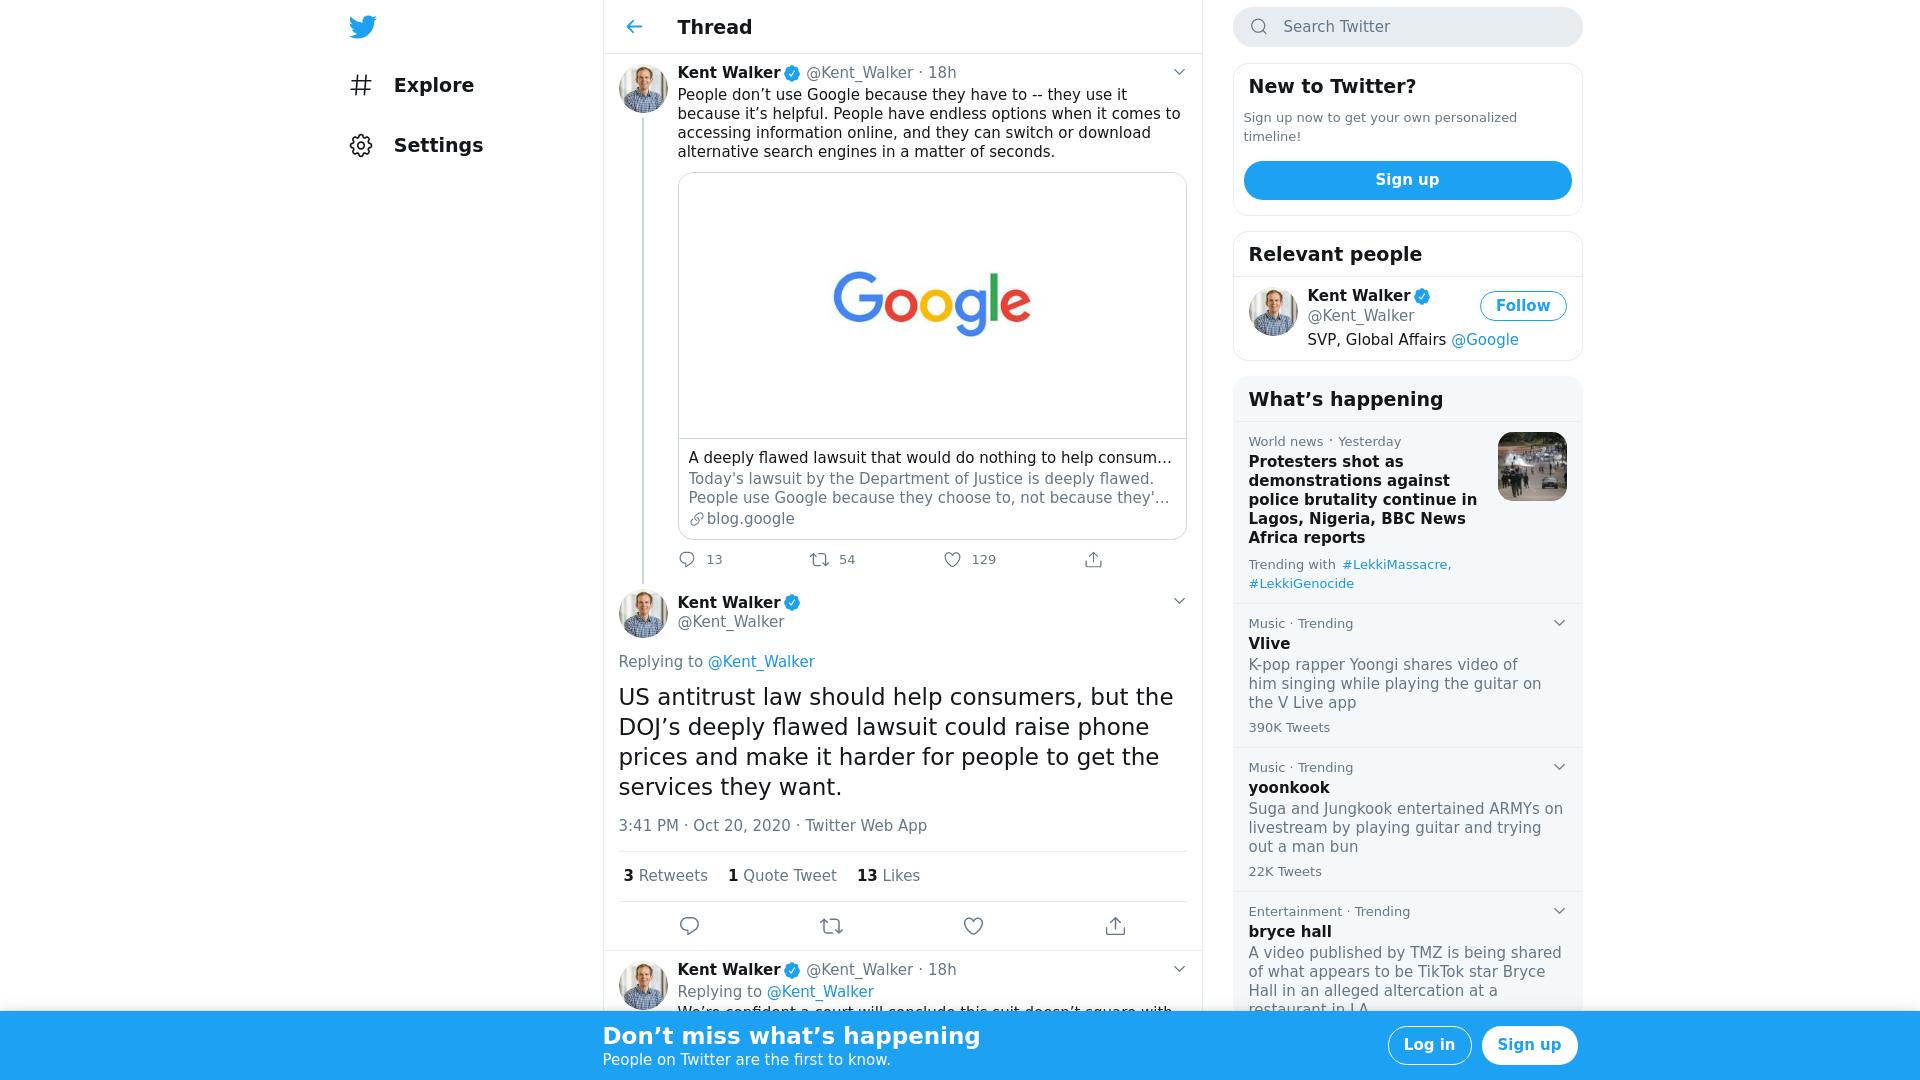 Explore
Settings
Thread
Kent Walker @Kent_Walker · 18h
People don’t use Google because they have to -- they use it
because it’s helpful. People have endless options when it comes to
accessing information online, and they can switch or download
alternative search engines in a matter of seconds.
Google
A deeply flawed lawsuit that would do nothing to help consum…
Today's lawsuit by the Department of Justice is deeply flawed.
People use Google because they choose to, not because they'…
blog.google
13 54 129
Kent Walker
@Kent_Walker
Replying to @Kent_Walker
US antitrust law should help consumers, but the
DOJ’s deeply flawed lawsuit could raise phone
prices and make it harder for people to get the
services they want.
3:41 PM · Oct 20, 2020 · Twitter Web App
3 Retweets 1 Quote Tweet 13 Likes
Kent Walker @Kent_Walker · 18h
Replying to @Kent_Walker
We’re confident a court will conclude this suit doesn’t square with
Search Twitter
New to Twitter?
Sign up now to get your own personalized
timeline!
Sign up
Relevant people
Kent Walker
@Kent_Walker
Follow
SVP, Global Affairs @Google
What’s happening
World news · Yesterday
Protesters shot as
demonstrations against
police brutality continue in
Lagos, Nigeria, BBC News
Africa reports
Trending with #LekkiMassacre,
#LekkiGenocide
Music · Trending
Vlive
K-pop rapper Yoongi shares video of
him singing while playing the guitar on
the V Live app
390K Tweets
Music · Trending
yoonkook
Suga and Jungkook entertained ARMYs on
livestream by playing guitar and trying
out a man bun
22K Tweets
Entertainment · Trending
bryce hall
A video published by TMZ is being shared
of what appears to be TikTok star Bryce
Hall in an alleged altercation at a
restaurant in LA
Don’t miss what’s happening
People on Twitter are the first to know.
Log in
Sign up